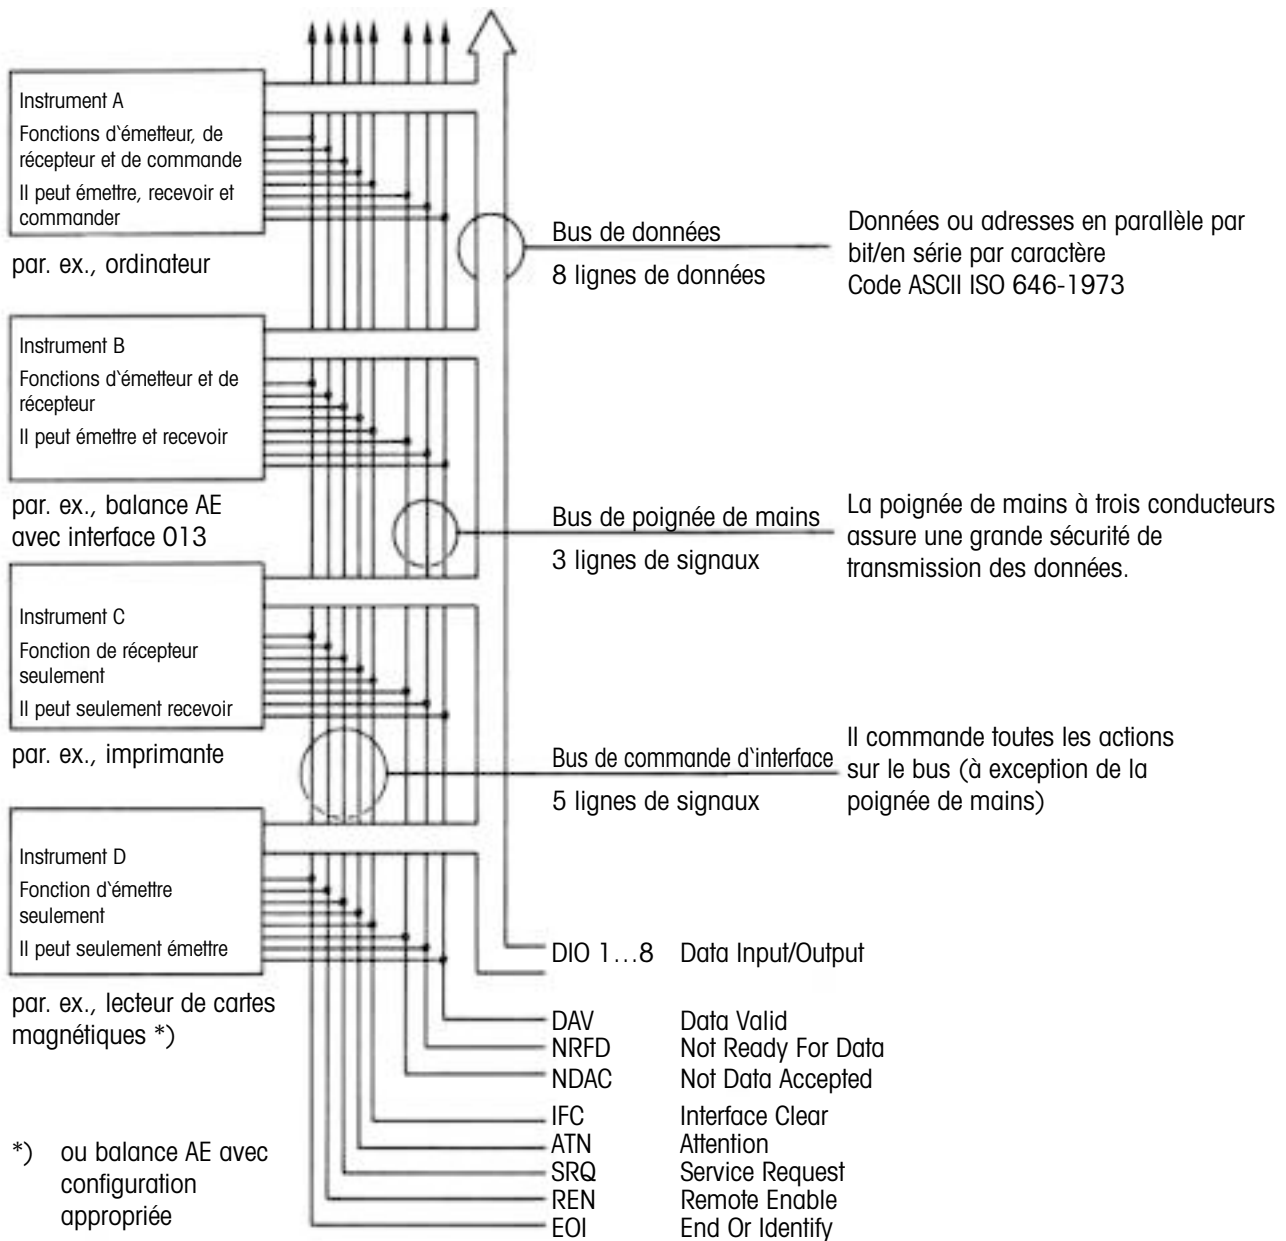 Instrument A
Fonctions d‘émetteur, de
récepteur et de commande
Il peut émettre, recevoir et
commander
par. ex., ordinateur
Bus de données
8 lignes de données
Données ou adresses en parallèle par
bit/en série par caractère
Code ASCII ISO 646-1973
Instrument B
Fonctions d‘émetteur et de
récepteur
Il peut émettre et recevoir
par. ex., balance AE
avec interface 013
Bus de poignée de mains
3 lignes de signaux
La poignée de mains à trois conducteurs
assure une grande sécurité de
transmission des données.
Instrument C
Fonction de récepteur
seulement
Il peut seulement recevoir
par. ex., imprimante
Bus de commande d‘interface
5 lignes de signaux
Il commande toutes les actions
sur le bus (à exception de la
poignée de mains)
Instrument D
Fonction d‘émettre
seulement
Il peut seulement émettre
par. ex., lecteur de cartes
magnétiques *)
DIO 1...8 Data Input/Output
DAV Data Valid
NRFD Not Ready For Data
NDAC Not Data Accepted
IFC Interface Clear
ATN Attention
SRQ Service Request
REN Remote Enable
EOI End Or Identify
*) ou balance AE avec
configuration
appropriée